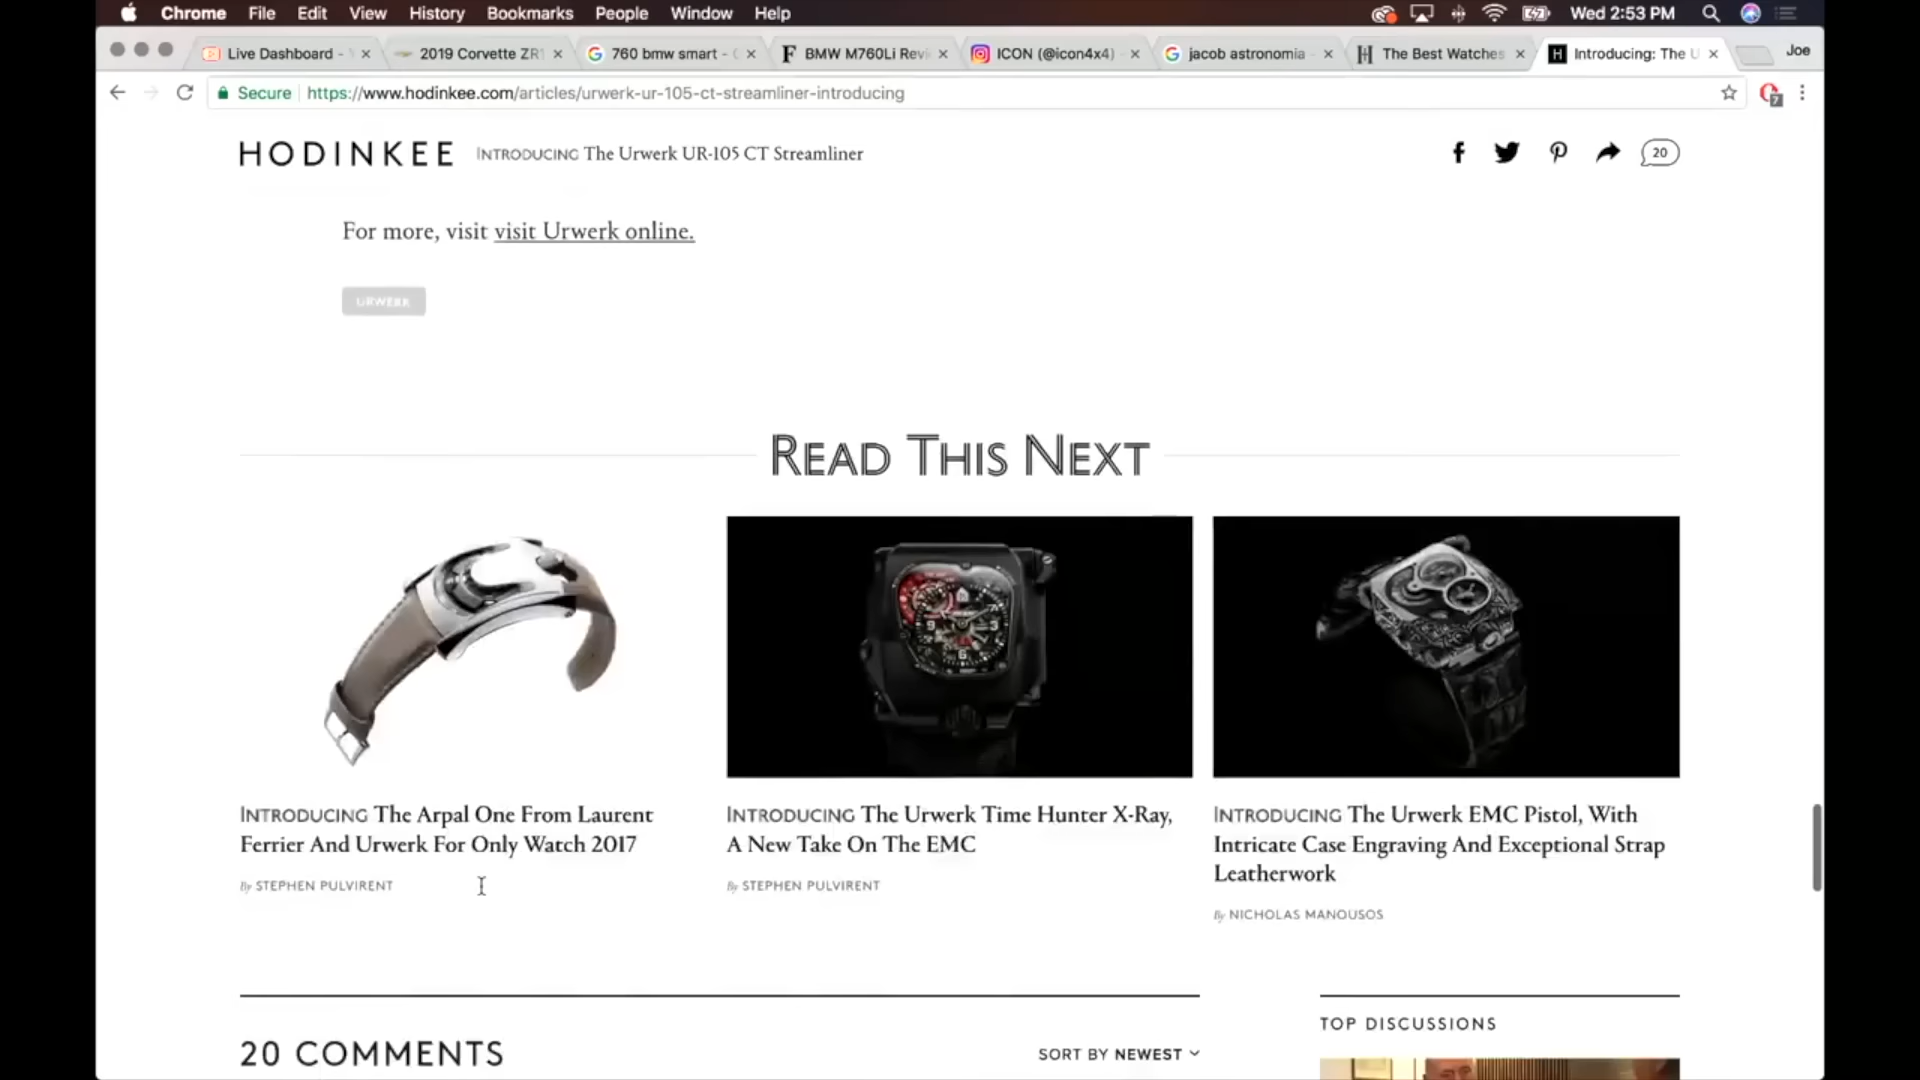 Chrome File Edit View History Bookmarks People Window Help Wed 2:53 PM
Live Dashboard - 2019 Corvette ZR1 760 bmw smart - BMW M760Li Revi ICON (@icon4x4) - jacob astronomia - The Best Watches Introducing: The U Joe
Secure https://www.hodinkee.com/articles/urwerk-ur-105-ct-streamliner-introducing 7
HODINKEE INTRODUCING The Urwerk UR-105 CT Streamliner 20
For more, visit visit Urwerk online.
URWERK
READ THIS NEXT
INTRODUCING The Arpal One From Laurent
Ferrier And Urwerk For Only Watch 2017
By STEPHEN PULVIRENT
INTRODUCING The Urwerk Time Hunter X-Ray,
A New Take On The EMC
By STEPHEN PULVIRENT
INTRODUCING The Urwerk EMC Pistol, With
Intricate Case Engraving And Exceptional Strap
Leatherwork
By NICHOLAS MANOUSOS
20 COMMENTS
SORT BY NEWEST
TOP DISCUSSIONS